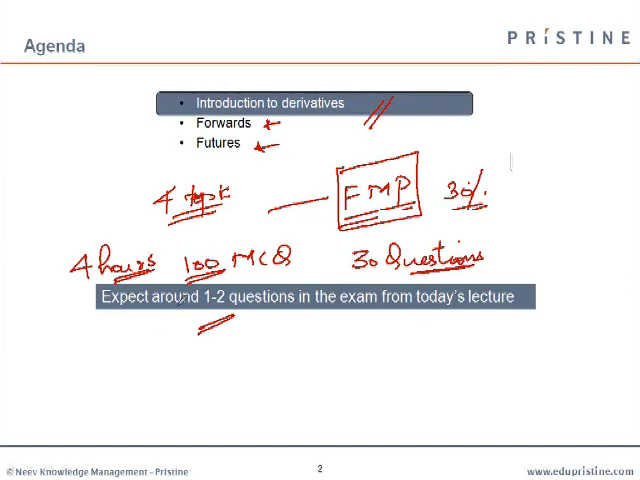 Agenda
PRISTINE
• Introduction to derivatives
• Forwards
• Futures
4 FMP 30%
4 hours 100 MCQ 30 Questions
Expect around 1-2 questions in the exam from today's lecture
© Neev Knowledge Management - Pristine
2
www.edupristine.com